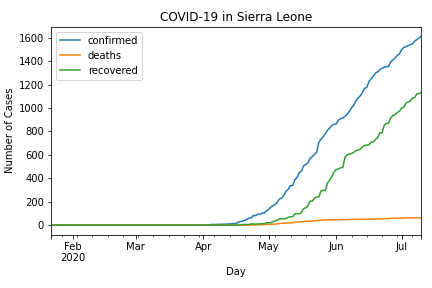 COVID-19 in Sierra Leone
confirmed
deaths
recovered
Number of Cases
1600
1400
1200
1000
800
600
400
200
0
Feb Mar Apr May Jun Jul
2020
Day